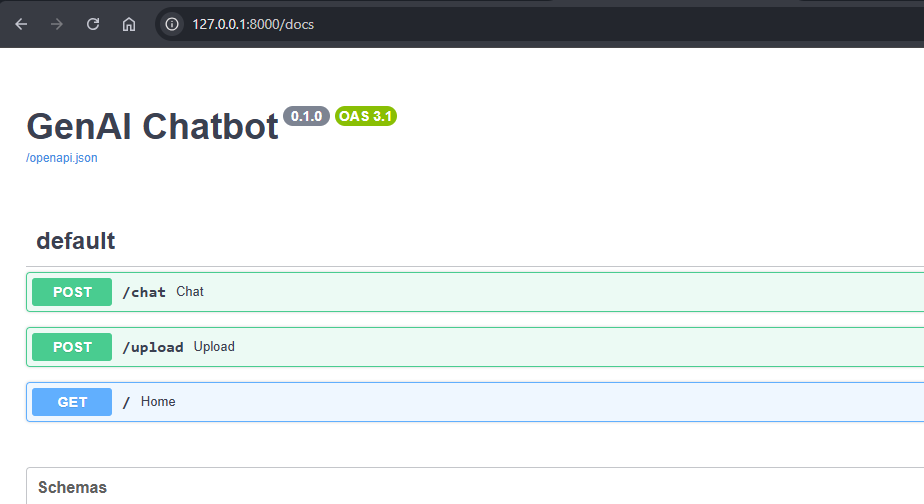 127.0.0.1:8000/docs
GenAI Chatbot 0.1.0 OAS 3.1
/openapi.json
default
POST /chat Chat
POST /upload Upload
GET / Home
Schemas